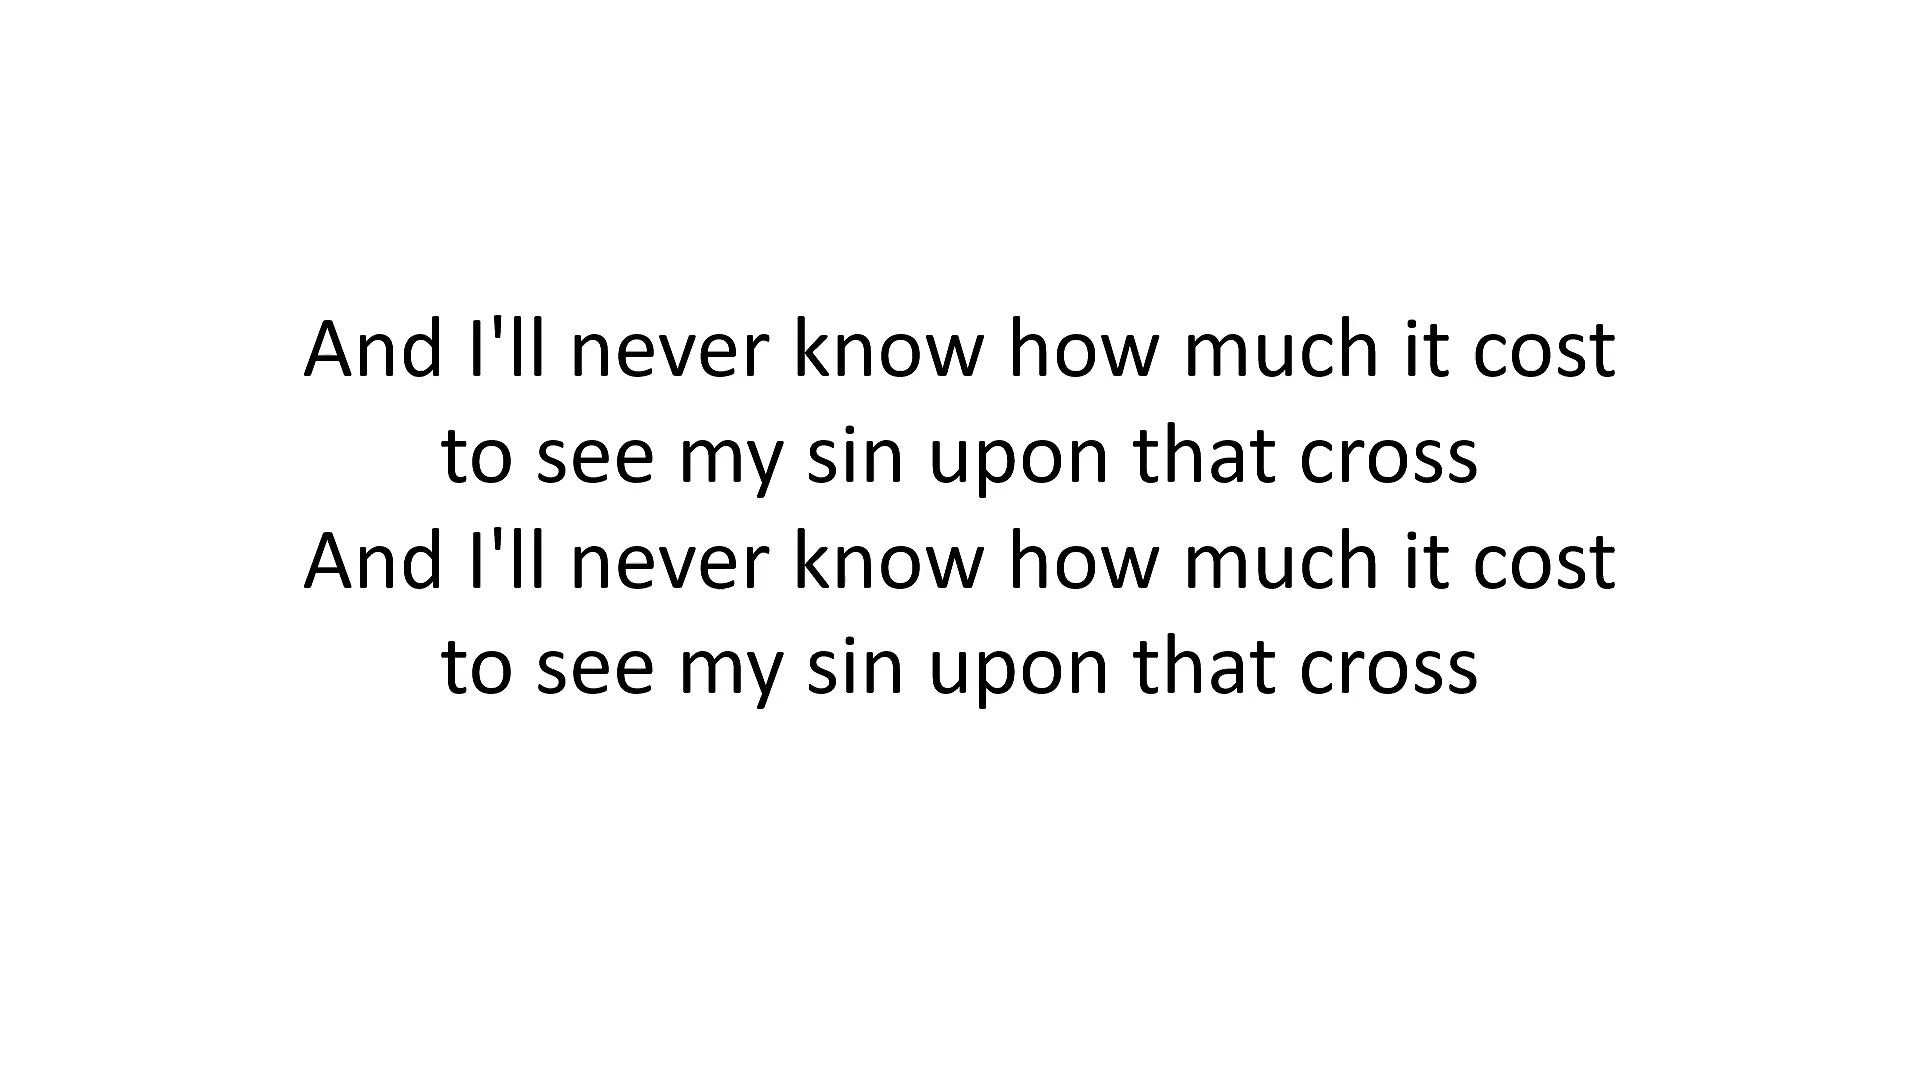 And I'll never know how much it cost
to see my sin upon that cross
And I'll never know how much it cost
to see my sin upon that cross